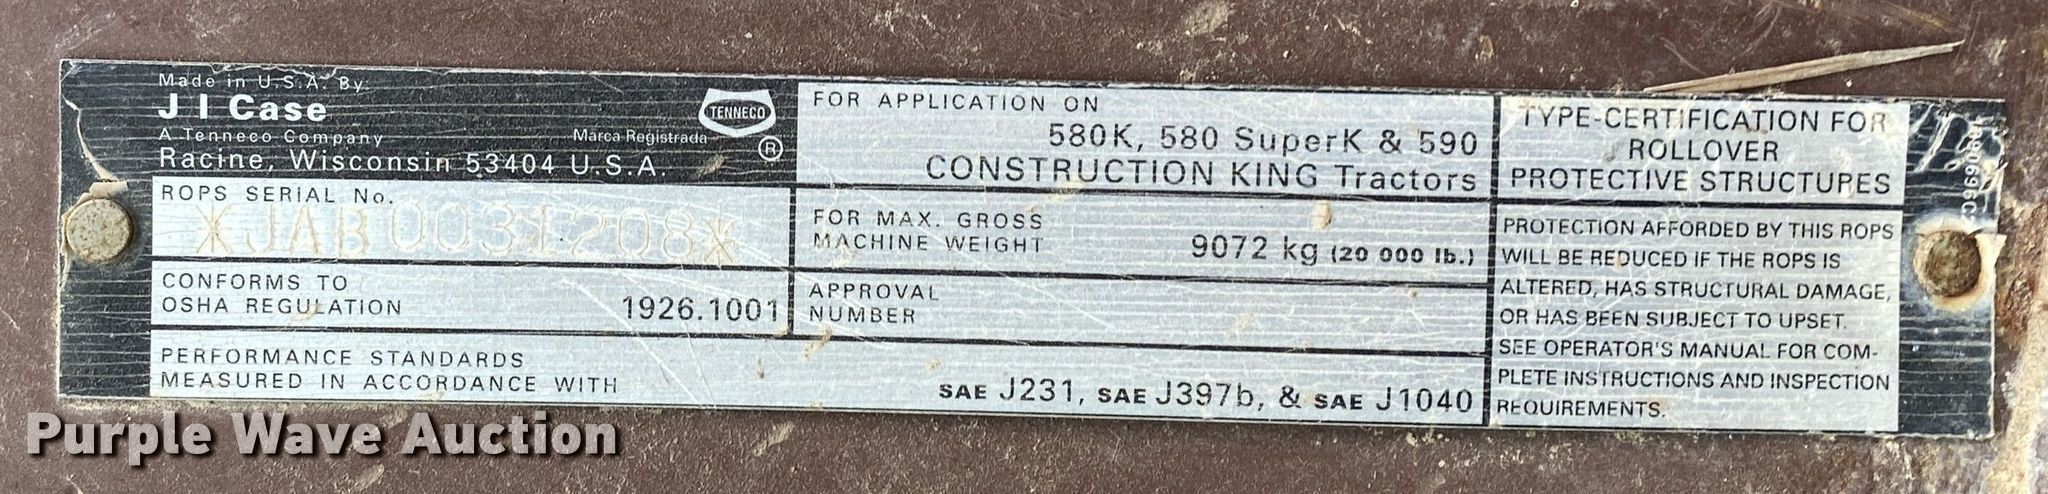 Made in U.S.A. By:
J I Case
A Tenneco Company
Racine, Wisconsin 53404 U.S.A.
Marca Registrada
TENNECO
®
ROPS SERIAL No.
*JAB0031208*
CONFORMS TO
OSHA REGULATION 1926.1001
PERFORMANCE STANDARDS
MEASURED IN ACCORDANCE WITH
SAE J231, SAE J397b, & SAE J1040
FOR APPLICATION ON
580K, 580 SuperK & 590
CONSTRUCTION KING Tractors
FOR MAX. GROSS
MACHINE WEIGHT 9072 kg (20 000 lb.)
APPROVAL
NUMBER
TYPE-CERTIFICATION FOR
ROLLOVER
PROTECTIVE STRUCTURES
PROTECTION AFFORDED BY THIS ROPS
WILL BE REDUCED IF THE ROPS IS
ALTERED, HAS STRUCTURAL DAMAGE,
OR HAS BEEN SUBJECT TO UPSET.
SEE OPERATOR'S MANUAL FOR COM-
PLETE INSTRUCTIONS AND INSPECTION
REQUIREMENTS.
Purple Wave Auction